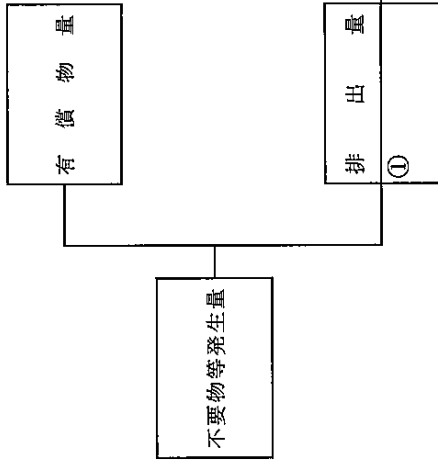 不要物等発生量
有償物量
排出量
①